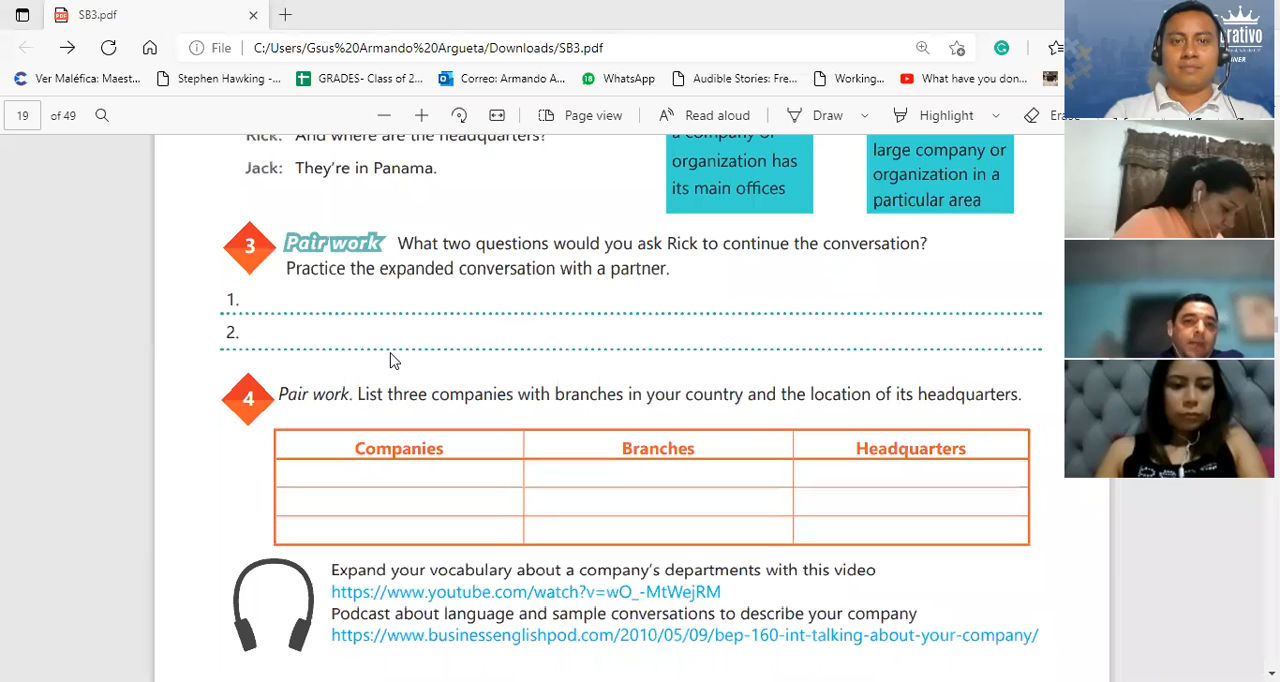 SB3.pdf
File
C:/Users/Gsus%20Armando%20Argueta/Downloads/SB3.pdf
rativo
INER
Ver Maléfica: Maest...
Stephen Hawking -...
GRADES- Class of 2...
Correo: Armando A...
WhatsApp
Audible Stories: Fre...
Working...
What have you don...
19 of 49
Page view
Read aloud
Draw
Highlight
Rick: And where are the headquarters?
Jack: They're in Panama.
a company or
organization has
its main offices
large company or
organization in a
particular area
3 Pair work What two questions would you ask Rick to continue the conversation?
Practice the expanded conversation with a partner.
1.
2.
4 Pair work. List three companies with branches in your country and the location of its headquarters.
Companies Branches Headquarters
Expand your vocabulary about a company's departments with this video
https://www.youtube.com/watch?v=wO_-MtWejRM
Podcast about language and sample conversations to describe your company
https://www.businessenglishpod.com/2010/05/09/bep-160-int-talking-about-your-company/